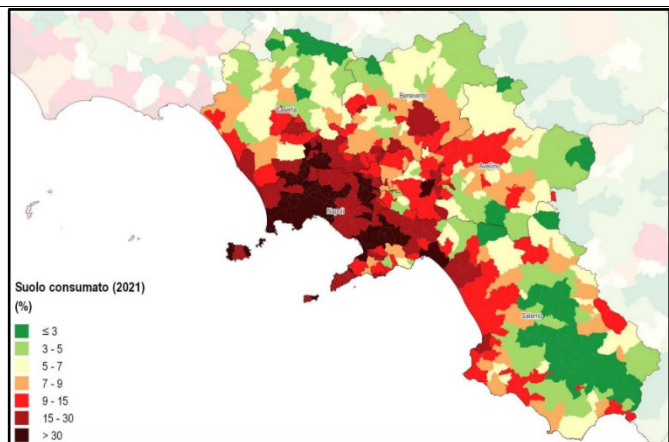 Benevento
Caserta
Avellino
Napoli
Salerno
Suolo consumato (2021)
(%)
≤ 3
3 - 5
5 - 7
7 - 9
9 - 15
15 - 30
> 30